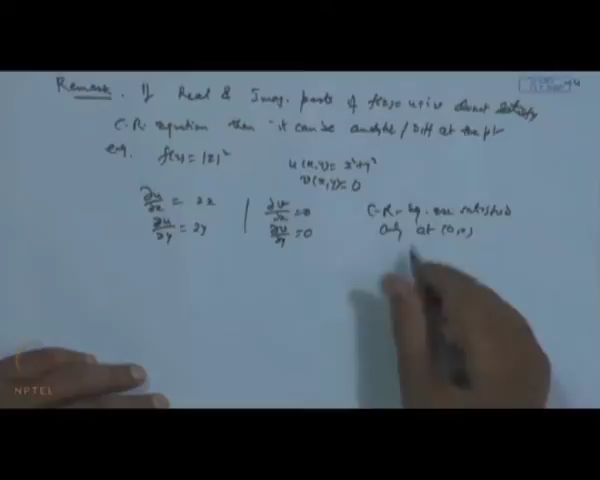 Remark. If Real & Imag. parts of f(z)=u+iv donot satisfy
C-R- equation then it can be analytic/Diff at the pt
eg. f(z) = |z|² u(x,y)= x²+y²
v(x,y)=0
∂u/∂x = 2x | ∂v/∂x =0 C-R- Eq. are satisfied
∂u/∂y = 2y ∂v/∂y =0 only at (0,0)
NPTEL